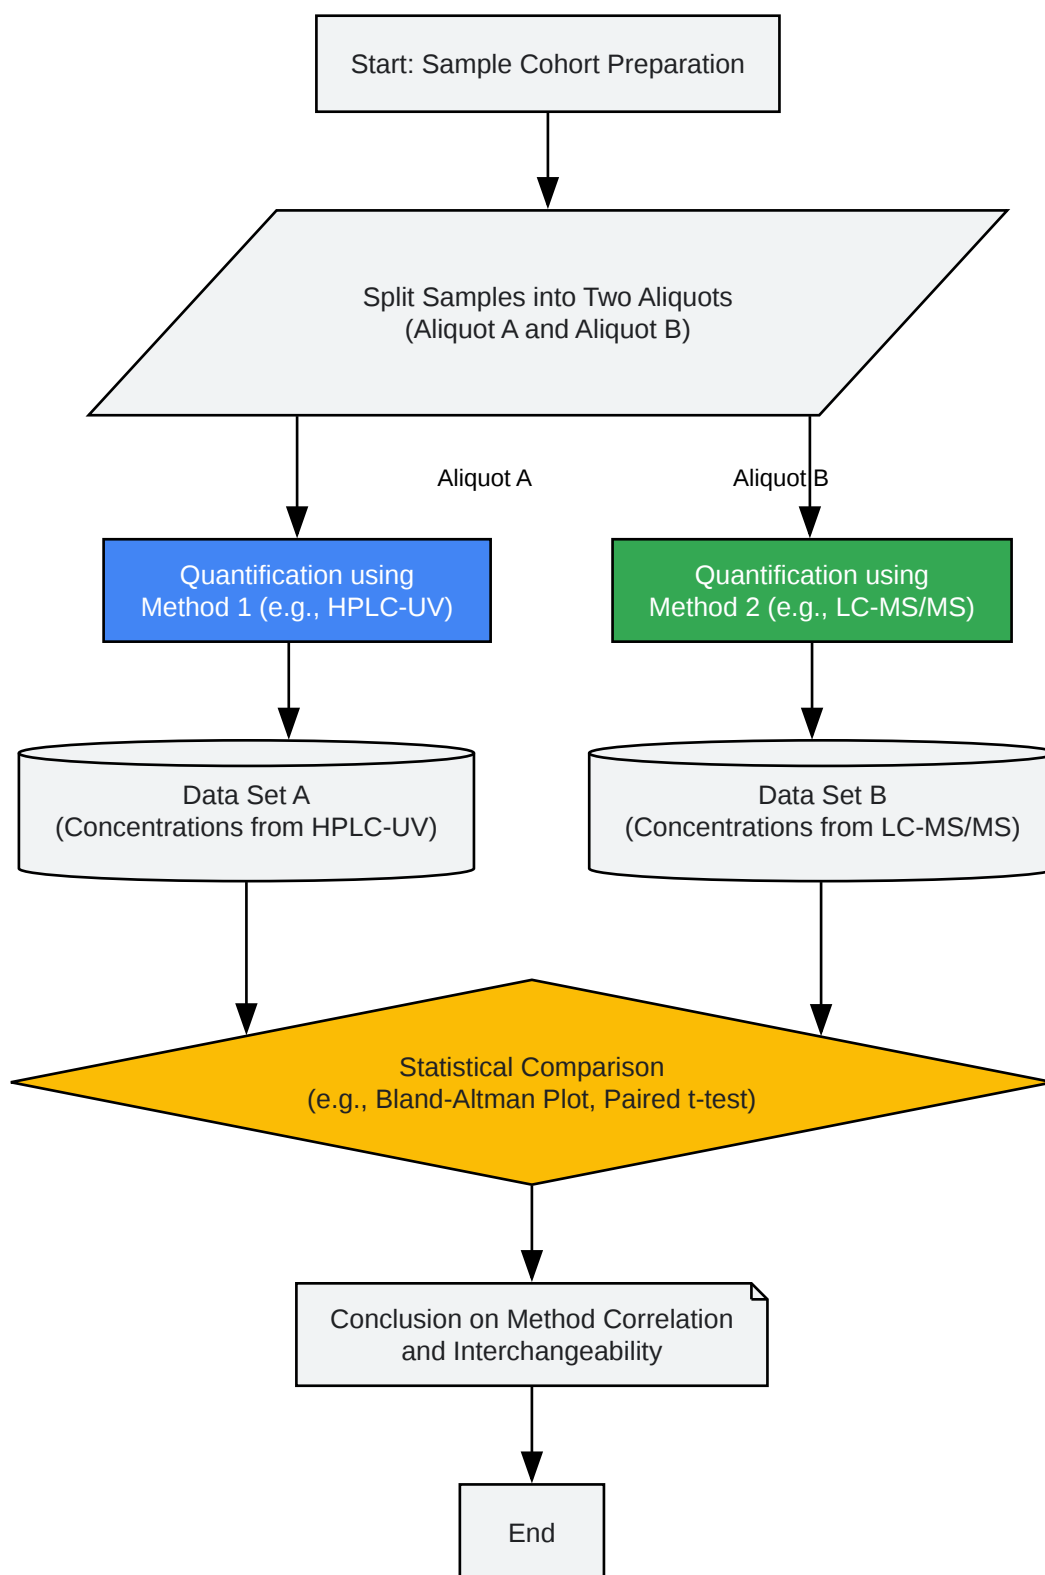 Start: Sample Cohort Preparation
Split Samples into Two Aliquots
(Aliquot A and Aliquot B)
Aliquot A
Aliquot B
Quantification using
Method 1 (e.g., HPLC-UV)
Quantification using
Method 2 (e.g., LC-MS/MS)
Data Set A
(Concentrations from HPLC-UV)
Data Set B
(Concentrations from LC-MS/MS)
Statistical Comparison
(e.g., Bland-Altman Plot, Paired t-test)
Conclusion on Method Correlation
and Interchangeability
End